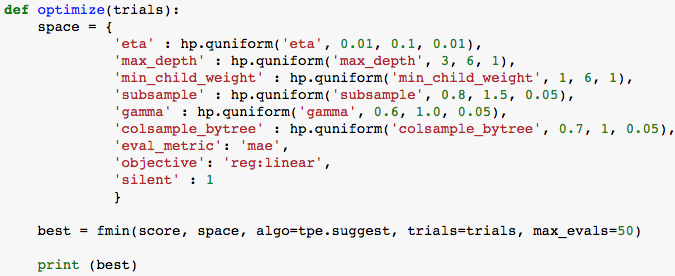 def optimize(trials):
    space = {
             'eta' : hp.quniform('eta', 0.01, 0.1, 0.01),
             'max_depth' : hp.quniform('max_depth', 3, 6, 1),
             'min_child_weight' : hp.quniform('min_child_weight', 1, 6, 1),
             'subsample' : hp.quniform('subsample', 0.8, 1.5, 0.05),
             'gamma' : hp.quniform('gamma', 0.6, 1.0, 0.05),
             'colsample_bytree' : hp.quniform('colsample_bytree', 0.7, 1, 0.05),
             'eval_metric': 'mae',
             'objective': 'reg:linear',
             'silent' : 1
             }
    best = fmin(score, space, algo=tpe.suggest, trials=trials, max_evals=50)
    print (best)